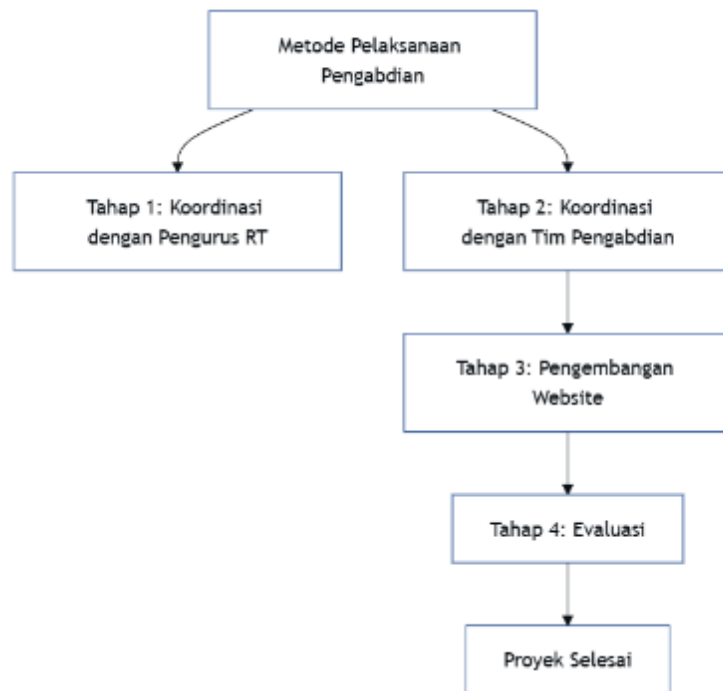 Metode Pelaksanaan
Pengabdian
Tahap 1: Koordinasi
dengan Pengurus RT
Tahap 2: Koordinasi
dengan Tim Pengabdian
Tahap 3: Pengembangan
Website
Tahap 4: Evaluasi
Proyek Selesai